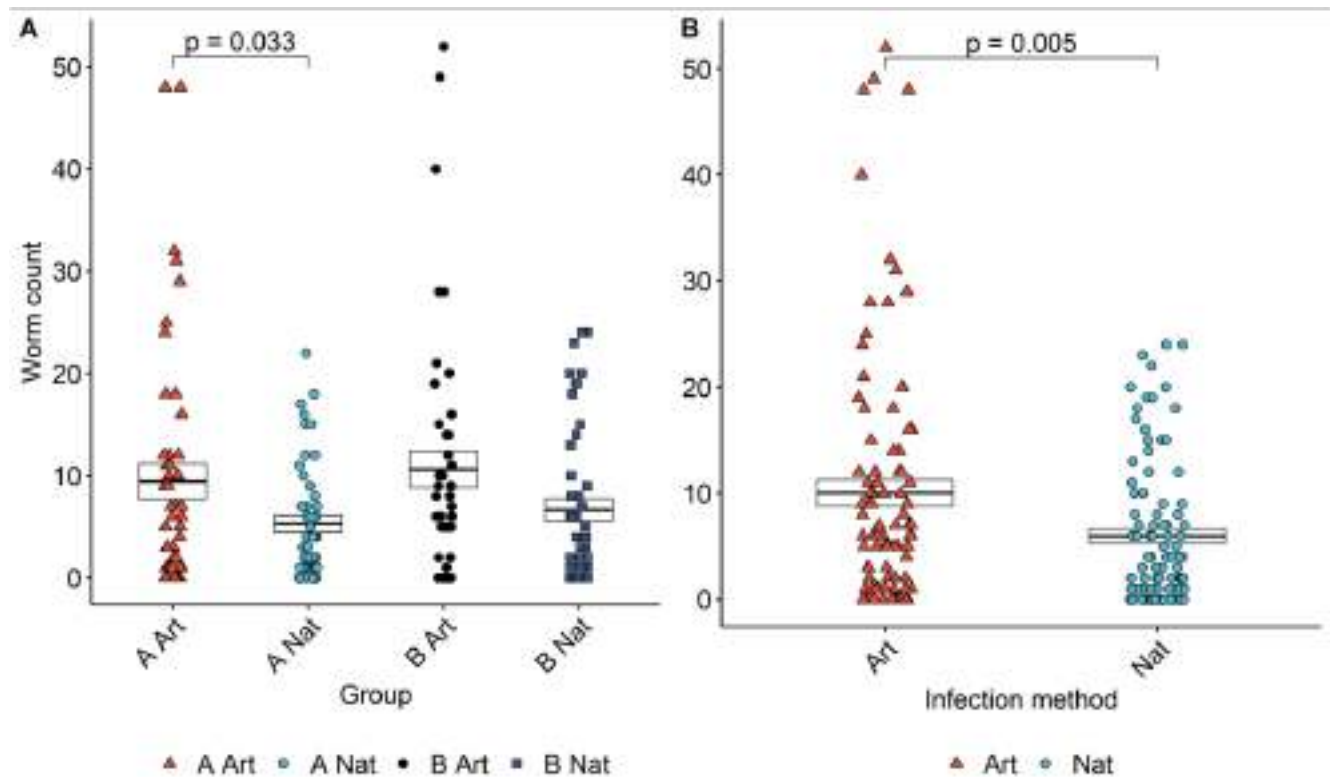 A
p = 0.033
50
40
30
20
10
0
Worm count
A Art
A Nat
B Art
B Nat
Group
A Art
A Nat
B Art
B Nat
B
p = 0.005
50
40
30
20
10
0
Art
Nat
Infection method
Art
Nat